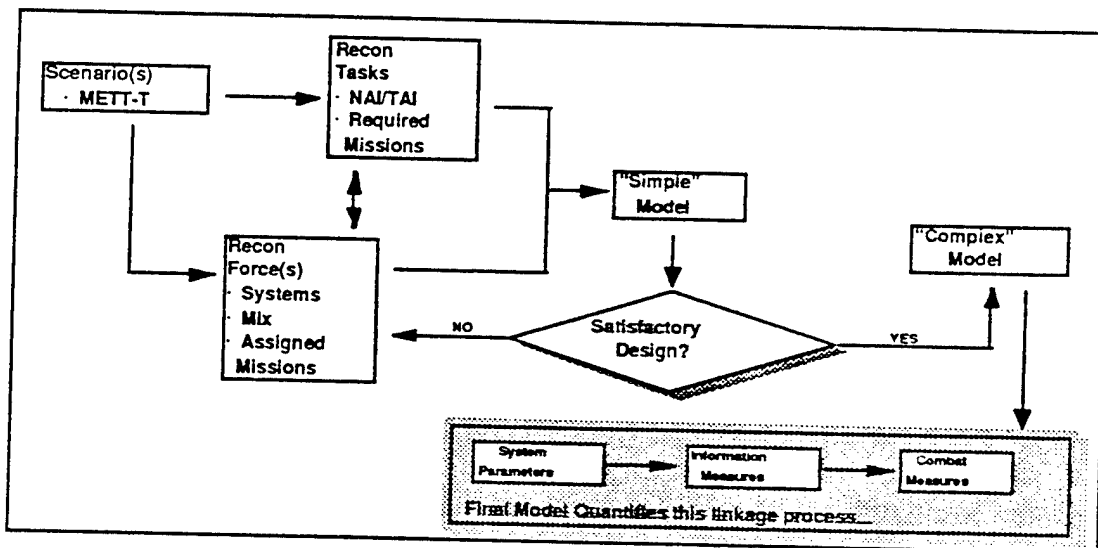 Scenario(s)
· METT-T
Recon
Tasks
· NAI/TAI
· Required
Missions
Recon
Force(s)
· Systems
· Mix
· Assigned
Missions
"Simple"
Model
"Complex"
Model
Satisfactory
Design?
NO
YES
System
Parameters
Information
Measures
Combat
Measures
Final Model Quantifies this linkage process...